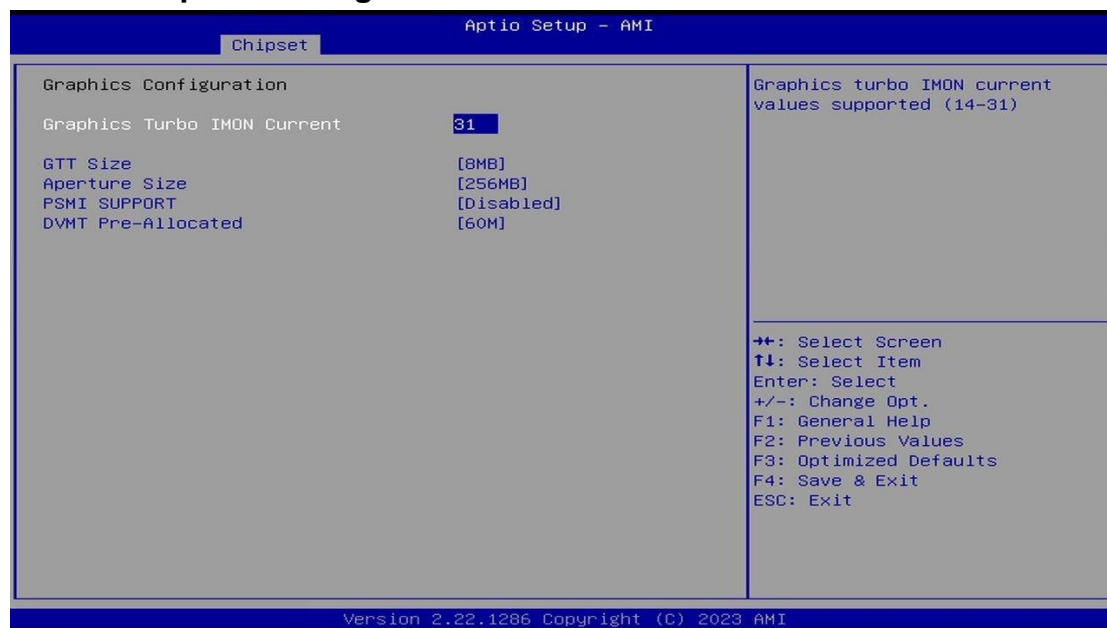 Aptio Setup – AMI
Chipset
Graphics Configuration
Graphics Turbo IMON Current 31
GTT Size [8MB]
Aperture Size [256MB]
PSMI SUPPORT [Disabled]
DVMT Pre-Allocated [60M]
Graphics turbo IMON current
values supported (14-31)
→←: Select Screen
↑↓: Select Item
Enter: Select
+/-: Change Opt.
F1: General Help
F2: Previous Values
F3: Optimized Defaults
F4: Save & Exit
ESC: Exit
Version 2.22.1286 Copyright (C) 2023 AMI